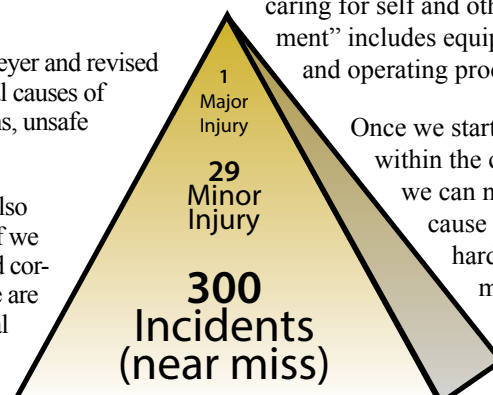 eyer and revised
l causes of
ns, unsafe
lso
f we
d cor-
e are
l
1
Major
Injury
29
Minor
Injury
300
Incidents
(near miss)
caring for self and oth
ment” includes equip
and operating proc
Once we start
within the c
we can m
cause
hard
m